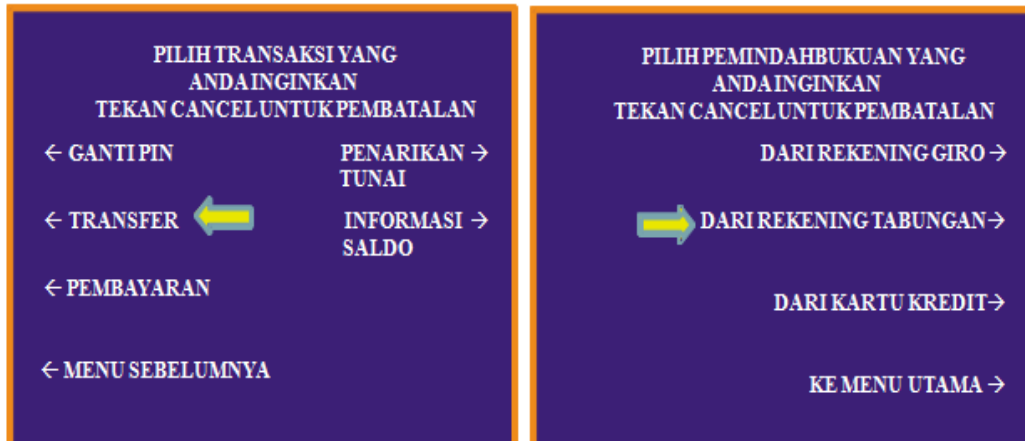 PILIH TRANSAKSI YANG
ANDA INGINKAN
TEKAN CANCEL UNTUK PEMBATALAN
← GANTI PIN
PENARIKAN →
TUNAI
← TRANSFER
INFORMASI →
SALDO
← PEMBAYARAN
← MENU SEBELUMNYA
PILIH PEMINDAHBUKUAN YANG
ANDA INGINKAN
TEKAN CANCEL UNTUK PEMBATALAN
DARI REKENING GIRO →
DARI REKENING TABUNGAN→
DARI KARTU KREDIT→
KE MENU UTAMA →